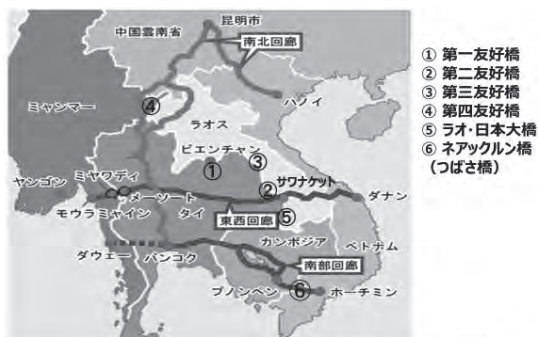 昆明市
中国雲南省
南北回廊
ミャンマー
④
ハノイ
ラオス
ビエンチャン
①
③
ミヤワディ
ヤンゴン
メーソート
②
サワナケット
ダナン
モウラミャイン
タイ
東西回廊
⑤
カンボジア
ベトナム
ダウェー
バンコク
南部回廊
プノンペン
⑥
ホーチミン
① 第一友好橋
② 第二友好橋
③ 第三友好橋
④ 第四友好橋
⑤ ラオ・日本大橋
⑥ ネアックルン橋
(つばさ橋)